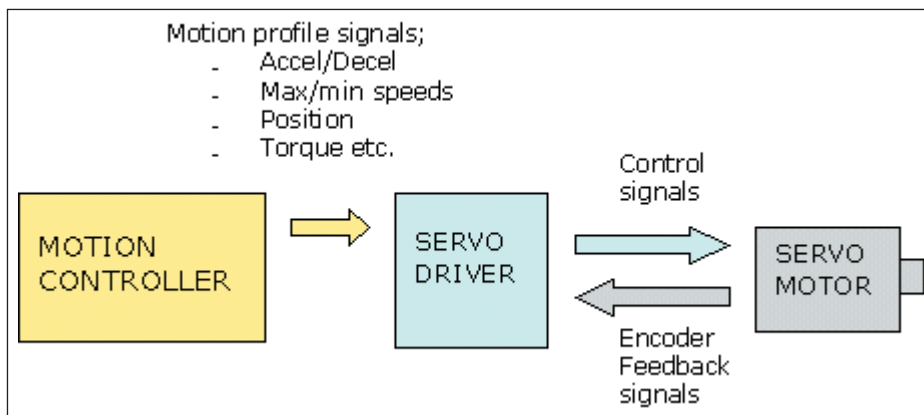 Motion profile signals;
- Accel/Decel
- Max/min speeds
- Position
- Torque etc.
Control
signals
MOTION
CONTROLLER
SERVO
DRIVER
SERVO
MOTOR
Encoder
Feedback
signals